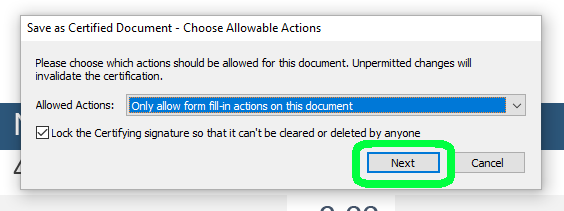 Save as Certified Document - Choose Allowable Actions
Please choose which actions should be allowed for this document. Unpermitted changes will
invalidate the certification.
Allowed Actions: Only allow form fill-in actions on this document
Lock the Certifying signature so that it can't be cleared or deleted by anyone
Next Cancel